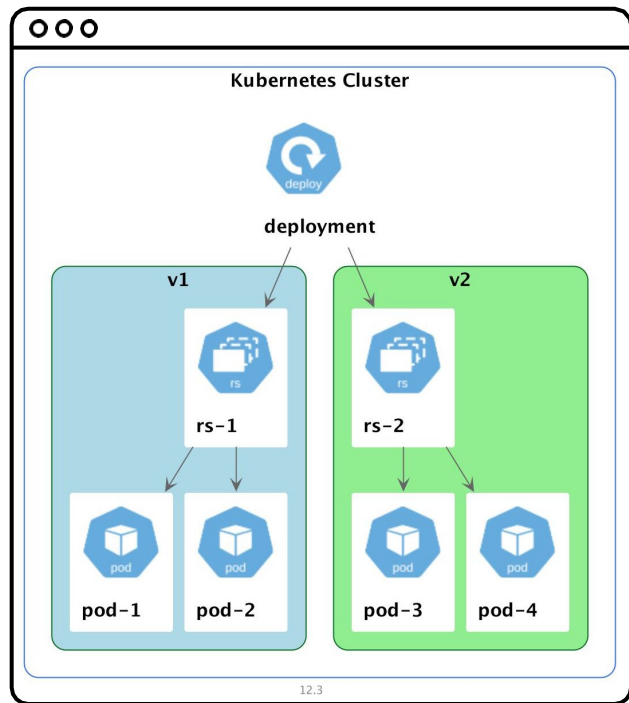 Kubernetes Cluster
deploy
deployment
v1
v2
rs
rs
rs-1
rs-2
pod
pod
pod
pod
pod-1
pod-2
pod-3
pod-4
12.3